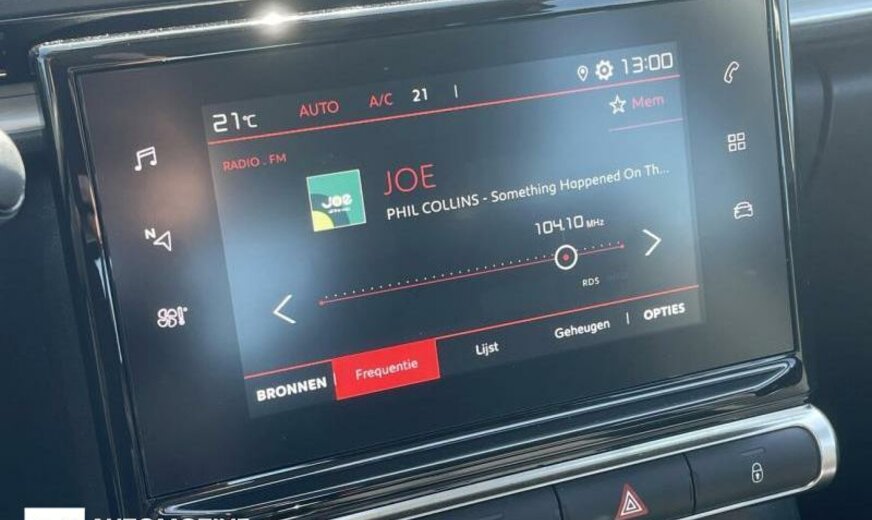 21°C AUTO A/C 21 | 13:00
Mem
RADIO . FM
JOE
JOE
PHIL COLLINS - Something Happened On Th...
104.10 MHz
N
RDS
BRONNEN | Frequentie Lijst Geheugen | OPTIES
AUTOMOTIVE